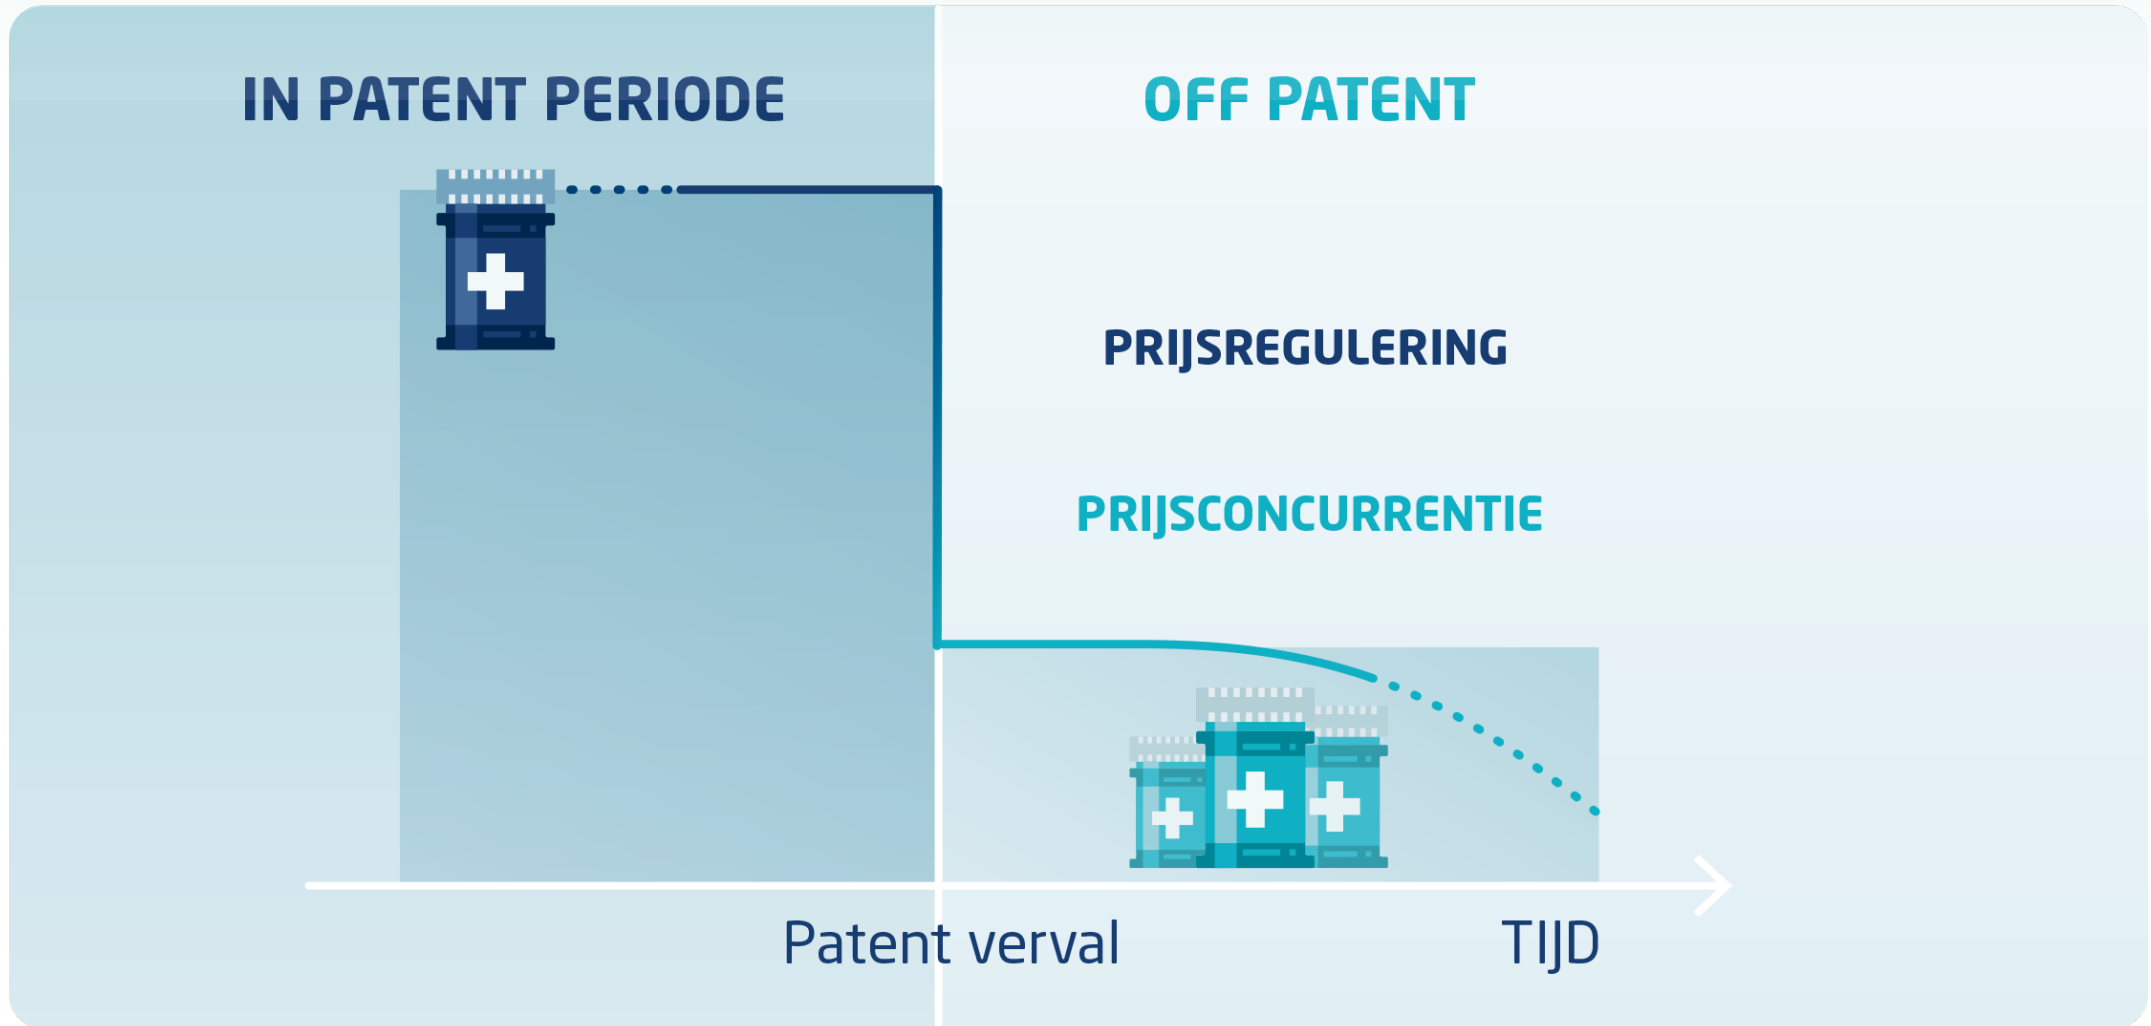 IN PATENT PERIODE
OFF PATENT
PRIJSREGULERING
PRIJSCONCURRENTIE
Patent verval
TIJD